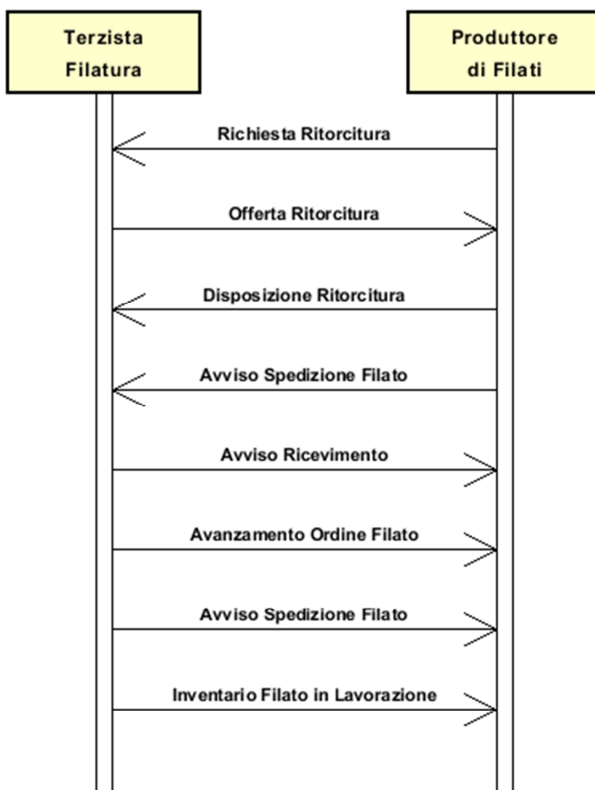 Terzista
Filatura
Produttore
di Filati
Richiesta Ritorcitura
Offerta Ritorcitura
Disposizione Ritorcitura
Avviso Spedizione Filato
Avviso Ricevimento
Avanzamento Ordine Filato
Avviso Spedizione Filato
Inventario Filato in Lavorazione